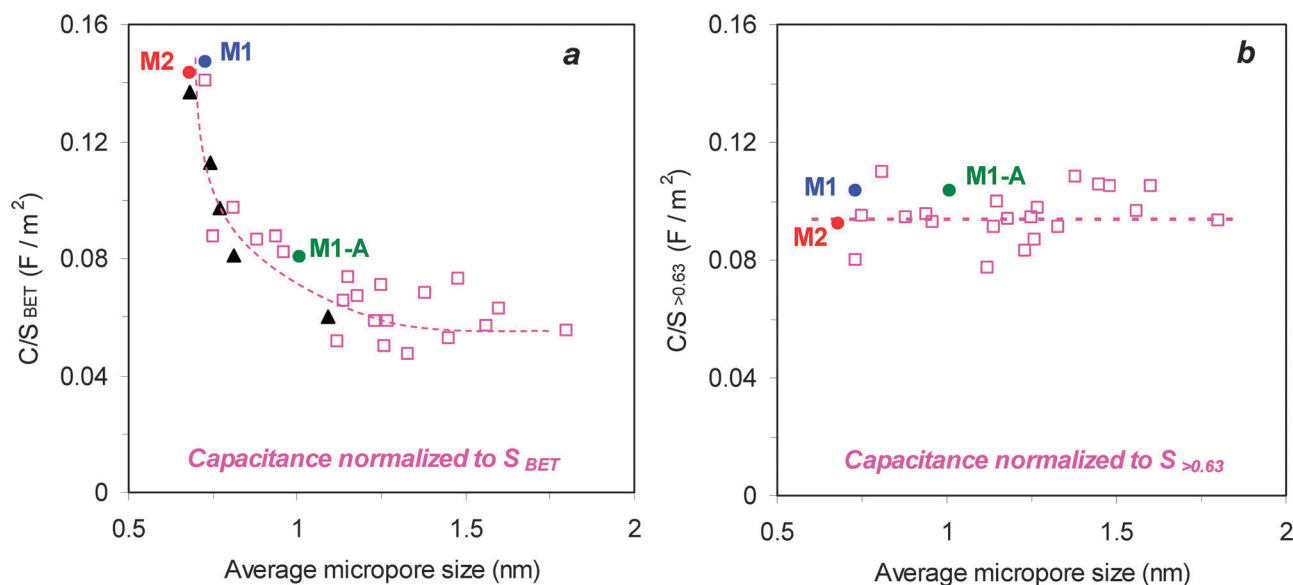 a
0.16
0.12
0.08
0.04
0
C/S BET (F / m²)
M2
M1
M1-A
Capacitance normalized to S BET
0.5
1
1.5
2
Average micropore size (nm)
b
0.16
0.12
0.08
0.04
0
C/S >0.63 (F / m²)
M1
M1-A
M2
Capacitance normalized to S >0.63
0.5
1
1.5
2
Average micropore size (nm)